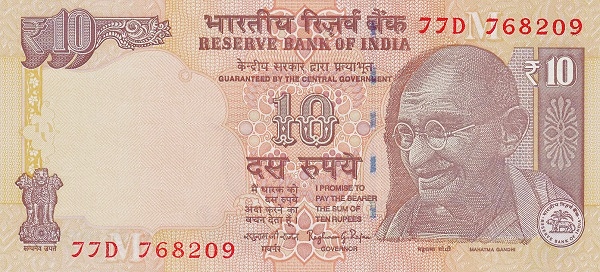 ₹10
भारतीय रिज़र्व बैंक
77D 768209
RESERVE BANK OF INDIA
केन्द्रीय सरकार द्वारा प्रत्याभूत
GUARANTEED BY THE CENTRAL GOVERNMENT
₹10
10
दस रुपये
मैं धारक को
दस रुपये
अदा करने का
वचन देता हूँ।
I PROMISE TO
PAY THE BEARER
THE SUM OF
TEN RUPEES
Raghuram G. Rajan
गवर्नर
GOVERNOR
महात्मा गांधी
MAHATMA GANDHI
सत्यमेव जयते
M
77D 768209
M
भारतीय रिज़र्व बैंक
RESERVE BANK OF INDIA